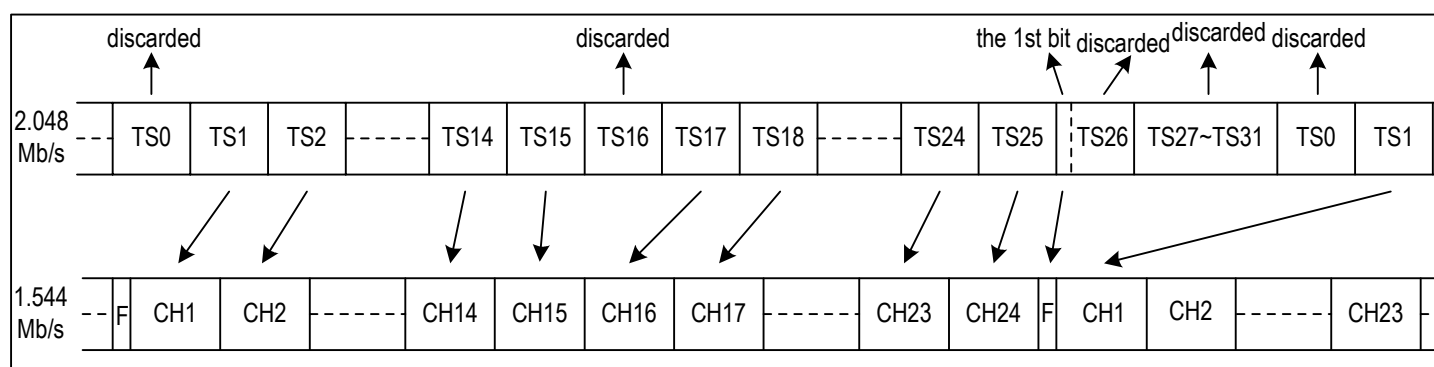 discarded discarded the 1st bit discarded discarded discarded
2.048 Mb/s TS0 TS1 TS2 TS14 TS15 TS16 TS17 TS18 TS24 TS25 TS26 TS27~TS31 TS0 TS1
1.544 Mb/s F CH1 CH2 CH14 CH15 CH16 CH17 CH23 CH24 F CH1 CH2 CH23